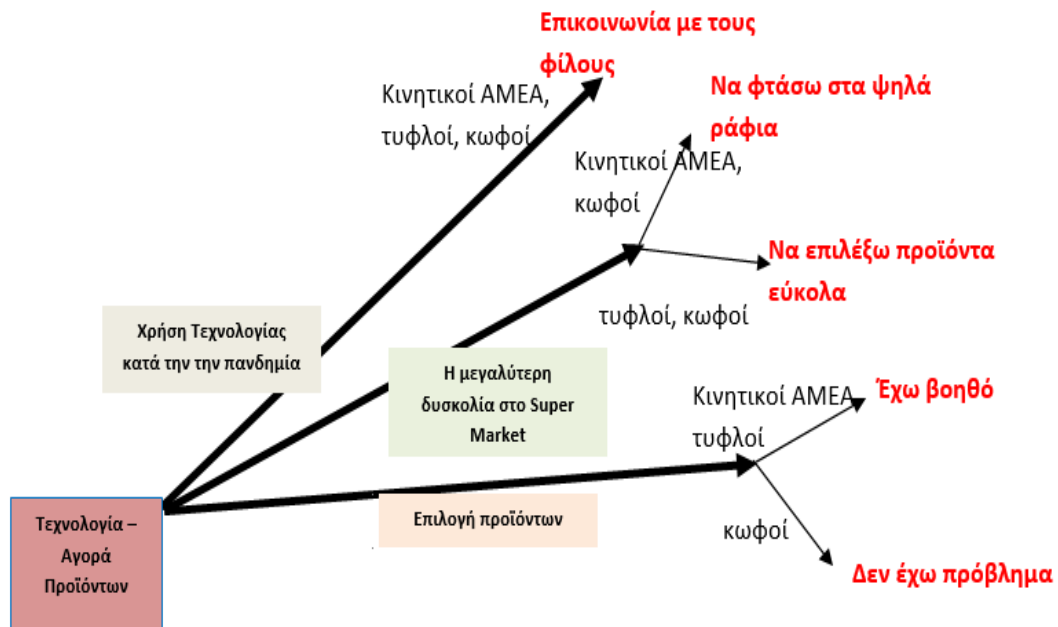 Επικοινωνία με τους
φίλους
Κινητικοί ΑΜΕΑ,
τυφλοί, κωφοί
Να φτάσω στα ψηλά
ράφια
Κινητικοί ΑΜΕΑ,
κωφοί
Να επιλέξω προϊόντα
εύκολα
τυφλοί, κωφοί
Χρήση Τεχνολογίας
κατά την την πανδημία
Η μεγαλύτερη
δυσκολία στο Super
Market
Κινητικοί ΑΜΕΑ
τυφλοί
Έχω βοηθό
Επιλογή προϊόντων
κωφοί
Δεν έχω πρόβλημα
Τεχνολογία –
Αγορά
Προϊόντων